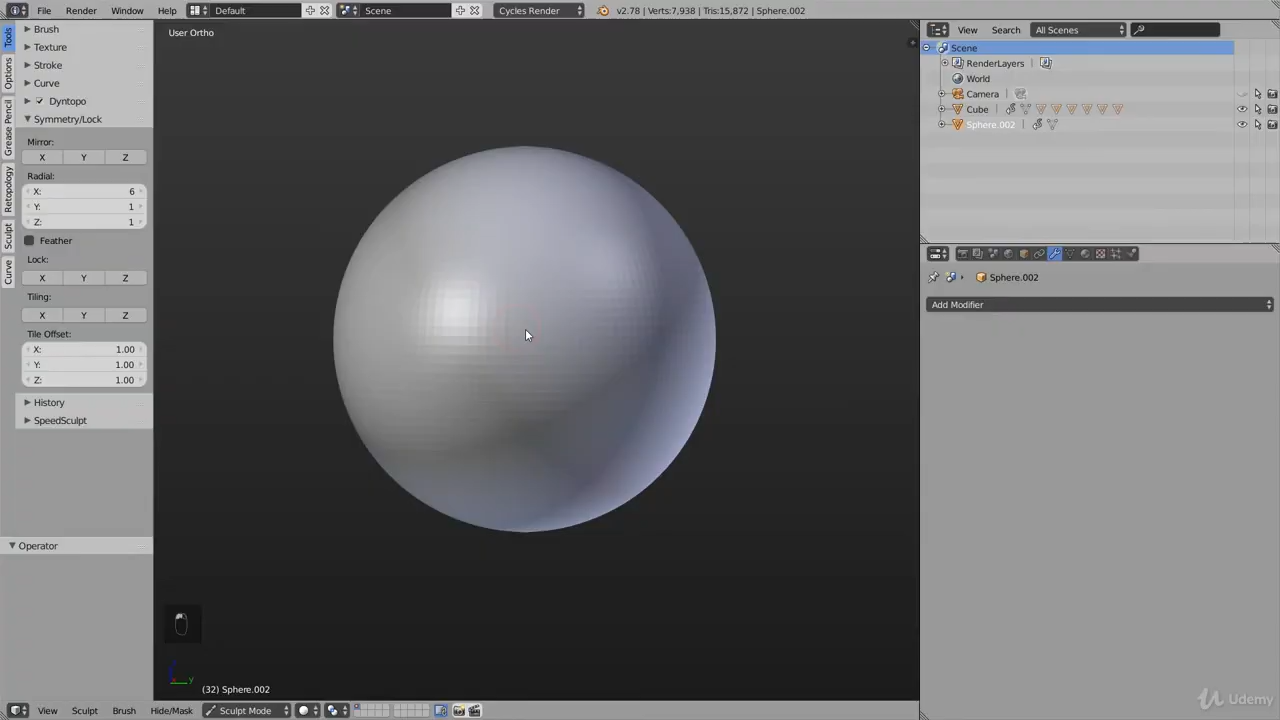 File Render Window Help Default Scene Cycles Render v2.78 | Verts:7,938 | Tris:15,872 | Sphere.002
User Ortho
Tools
Options
Grease Pencil
Retopology
Sculpt
Curve
Brush
Texture
Stroke
Curve
Dyntopo
Symmetry/Lock
Mirror:
X Y Z
Radial:
X: 6
Y: 1
Z: 1
Feather
Lock:
X Y Z
Tiling:
X Y Z
Tile Offset:
X: 1.00
Y: 1.00
Z: 1.00
History
SpeedSculpt
Operator
(32) Sphere.002
View Sculpt Brush Hide/Mask Sculpt Mode
View Search All Scenes
Scene
RenderLayers
World
Camera
Cube
Sphere.002
Sphere.002
Add Modifier
Udemy